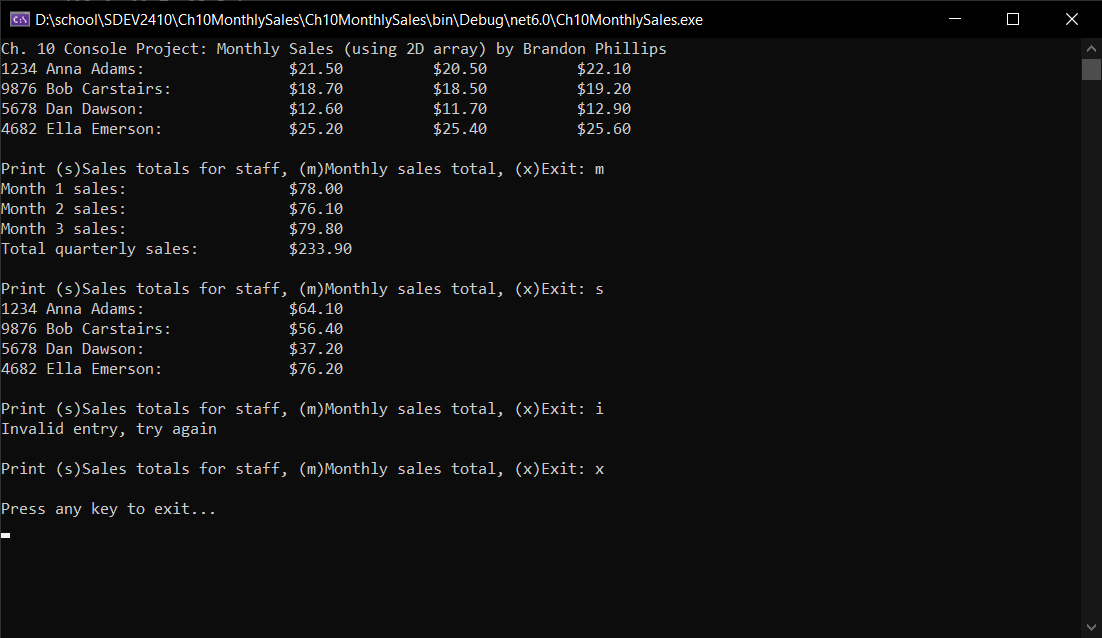 D:\school\SDEV2410\Ch10MonthlySales\Ch10MonthlySales\bin\Debug\net6.0\Ch10MonthlySales.exe
Ch. 10 Console Project: Monthly Sales (using 2D array) by Brandon Phillips
1234 Anna Adams:                $21.50          $20.50          $22.10
9876 Bob Carstairs:             $18.70          $18.50          $19.20
5678 Dan Dawson:                $12.60          $11.70          $12.90
4682 Ella Emerson:              $25.20          $25.40          $25.60
Print (s)Sales totals for staff, (m)Monthly sales total, (x)Exit: m
Month 1 sales:                  $78.00
Month 2 sales:                  $76.10
Month 3 sales:                  $79.80
Total quarterly sales:          $233.90
Print (s)Sales totals for staff, (m)Monthly sales total, (x)Exit: s
1234 Anna Adams:                $64.10
9876 Bob Carstairs:             $56.40
5678 Dan Dawson:                $37.20
4682 Ella Emerson:              $76.20
Print (s)Sales totals for staff, (m)Monthly sales total, (x)Exit: i
Invalid entry, try again
Print (s)Sales totals for staff, (m)Monthly sales total, (x)Exit: x
Press any key to exit...